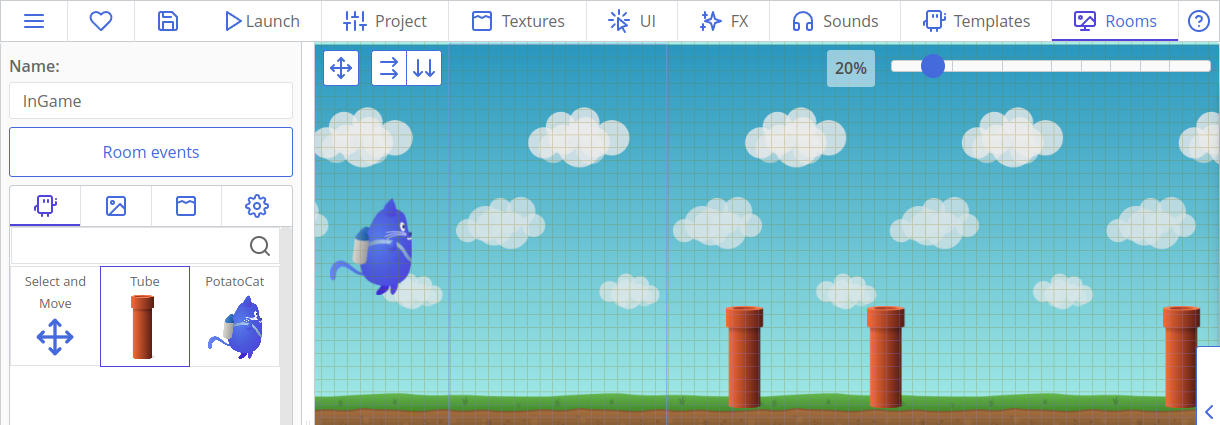 Launch
Project
Textures
UI
FX
Sounds
Templates
Rooms
Name:
InGame
Room events
20%
Select and
Move
Tube
PotatoCat